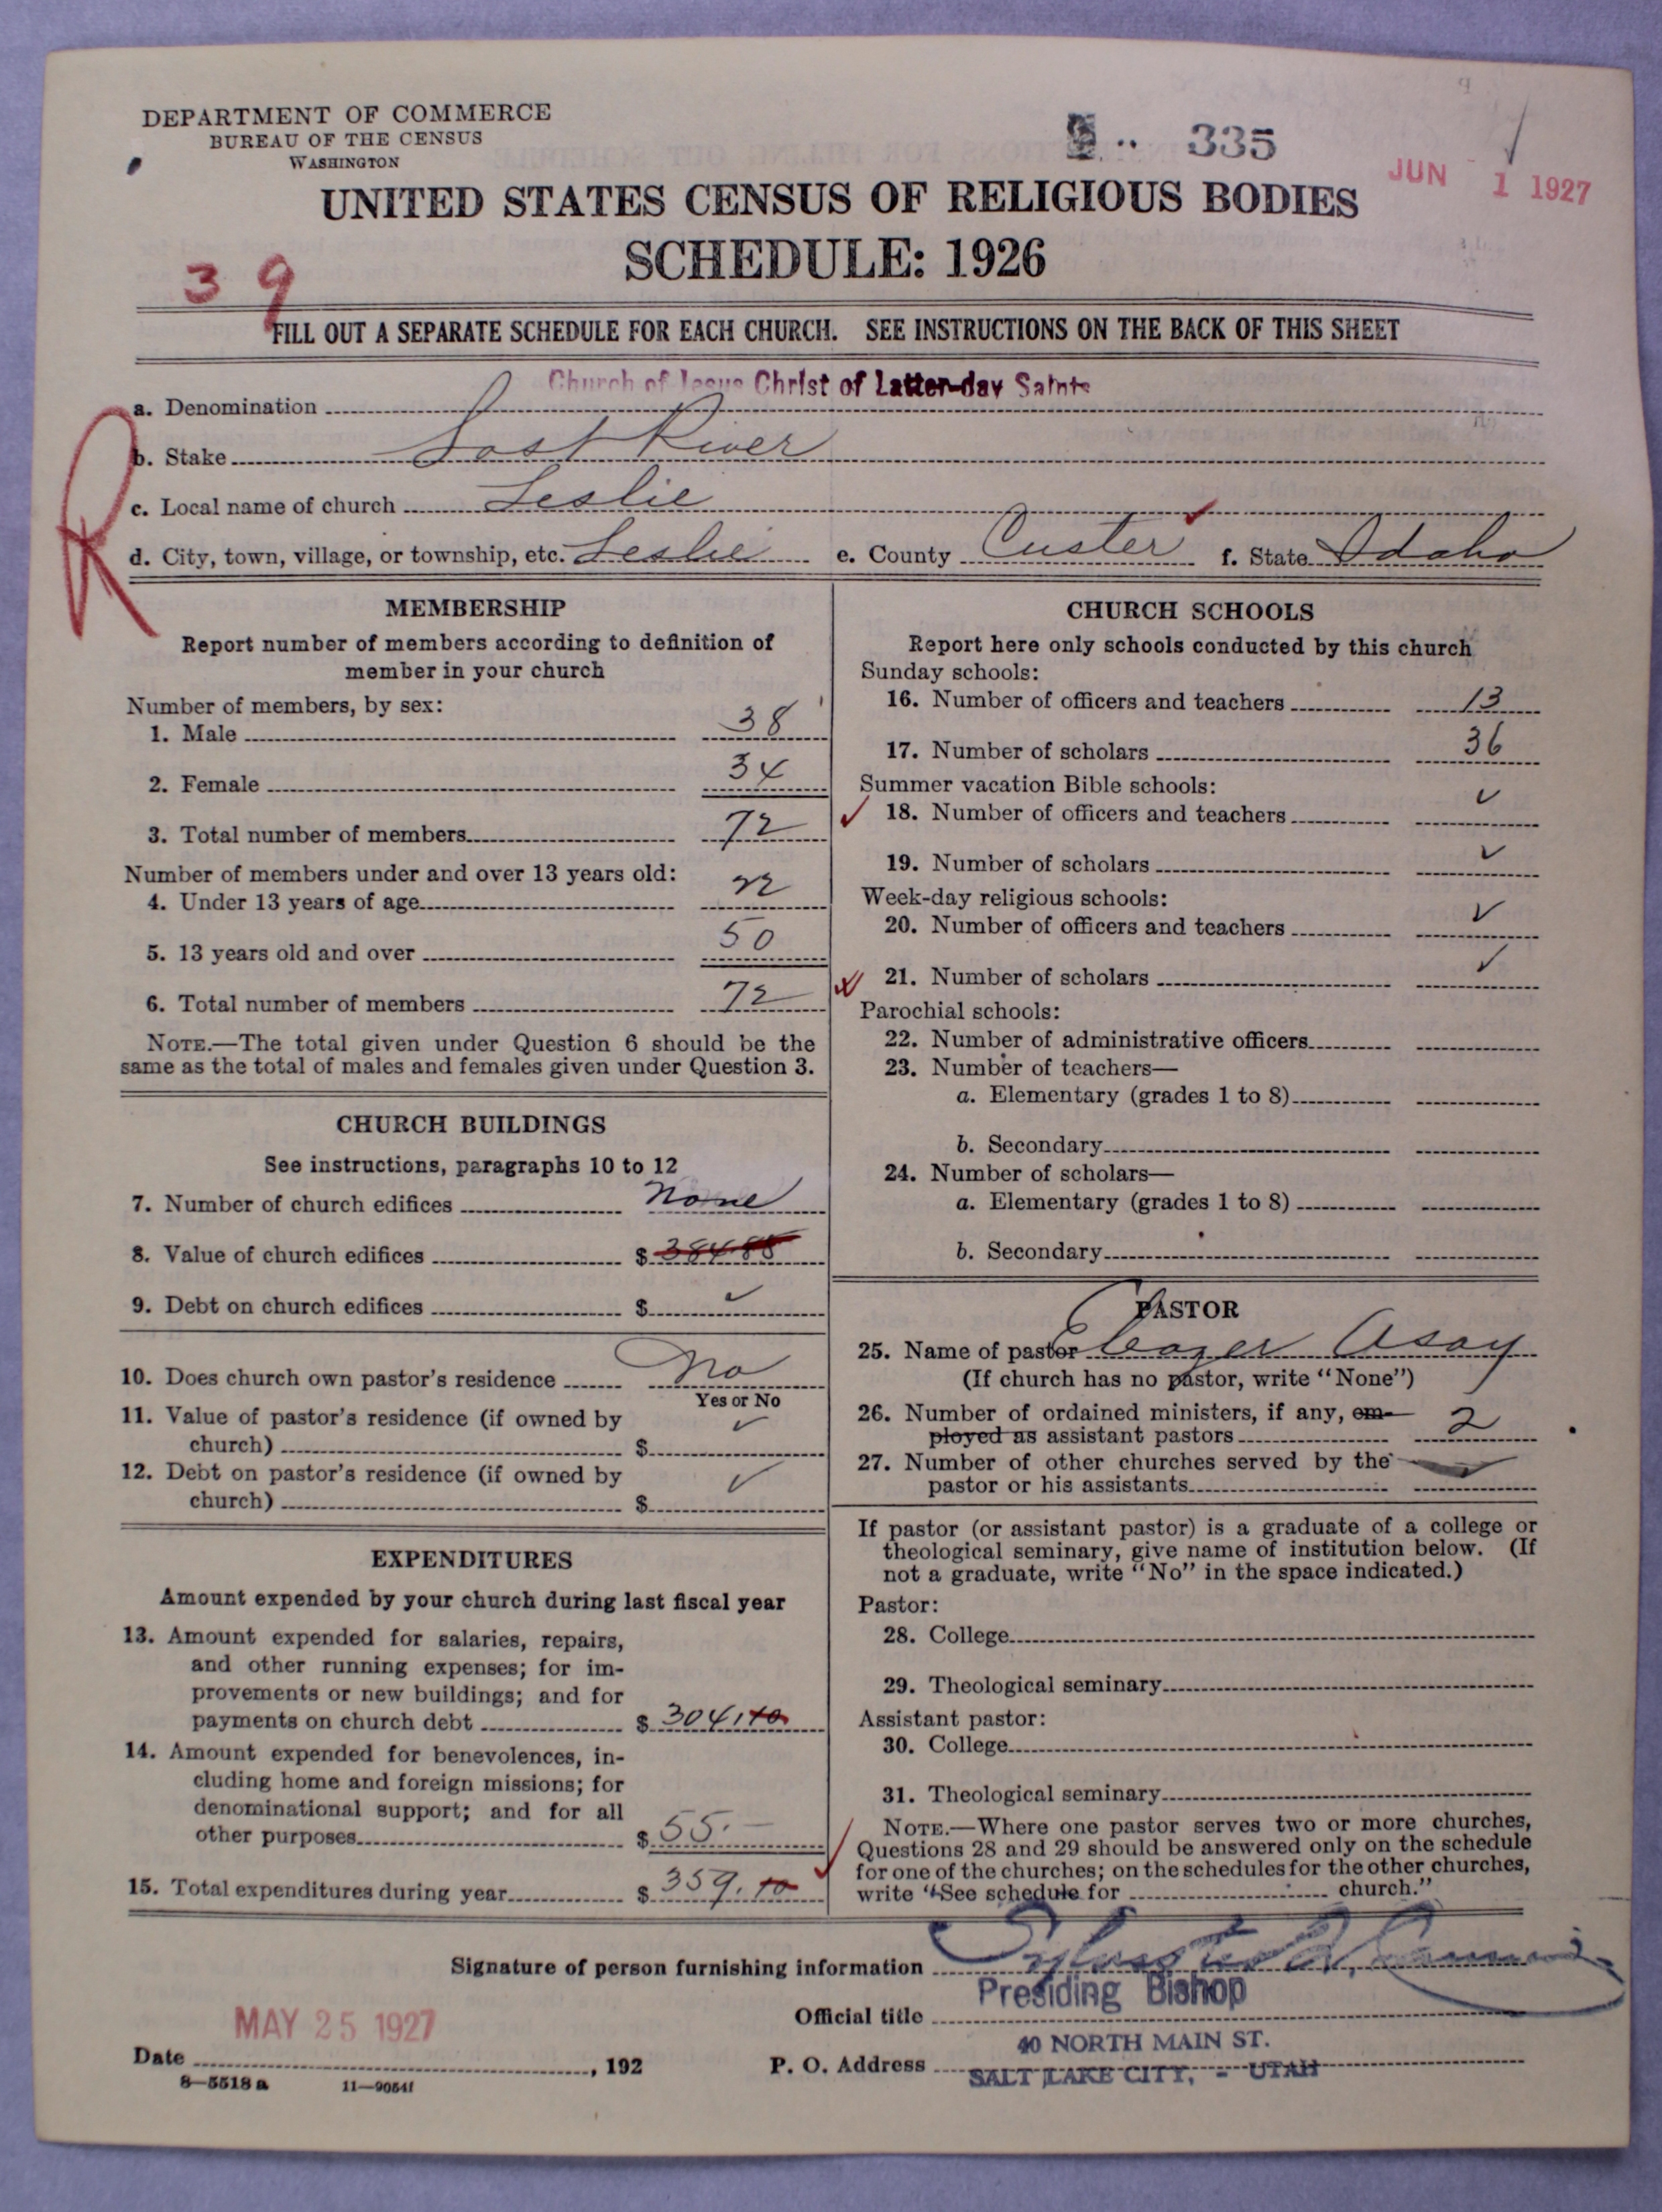 DEPARTMENT OF COMMERCE
BUREAU OF THE CENSUS
WASHINGTON
335
JUN 1 1927
UNITED STATES CENSUS OF RELIGIOUS BODIES
SCHEDULE: 1926
39
FILL OUT A SEPARATE SCHEDULE FOR EACH CHURCH. SEE INSTRUCTIONS ON THE BACK OF THIS SHEET
R
a. Denomination Church of Jesus Christ of Latter-day Saints
b. Stake Lost River
c. Local name of church Leslie
d. City, town, village, or township, etc. Leslie e. County Custer f. State Idaho
MEMBERSHIP
Report number of members according to definition of
member in your church
Number of members, by sex:
1. Male 38
2. Female 34
3. Total number of members 72
Number of members under and over 13 years old:
4. Under 13 years of age 22
5. 13 years old and over 50
6. Total number of members 72
NOTE.—The total given under Question 6 should be the
same as the total of males and females given under Question 3.
CHURCH BUILDINGS
See instructions, paragraphs 10 to 12
7. Number of church edifices None
8. Value of church edifices $
9. Debt on church edifices $ ✓
10. Does church own pastor's residence No
Yes or No
11. Value of pastor's residence (if owned by
church) $ ✓
12. Debt on pastor's residence (if owned by
church) $ ✓
EXPENDITURES
Amount expended by your church during last fiscal year
13. Amount expended for salaries, repairs,
and other running expenses; for im-
provements or new buildings; and for
payments on church debt $ 304.10
14. Amount expended for benevolences, in-
cluding home and foreign missions; for
denominational support; and for all
other purposes $ 55.—
15. Total expenditures during year $ 359.10
CHURCH SCHOOLS
Report here only schools conducted by this church
Sunday schools:
16. Number of officers and teachers 13
17. Number of scholars 36
Summer vacation Bible schools:
18. Number of officers and teachers ✓
19. Number of scholars ✓
Week-day religious schools:
20. Number of officers and teachers ✓
21. Number of scholars ✓
Parochial schools:
22. Number of administrative officers
23. Number of teachers—
a. Elementary (grades 1 to 8)
b. Secondary
24. Number of scholars—
a. Elementary (grades 1 to 8)
b. Secondary
PASTOR
25. Name of pastor Eleazer Asay
(If church has no pastor, write "None")
26. Number of ordained ministers, if any, em-
ployed as assistant pastors 2
27. Number of other churches served by the
pastor or his assistants
If pastor (or assistant pastor) is a graduate of a college or
theological seminary, give name of institution below. (If
not a graduate, write "No" in the space indicated.)
Pastor:
28. College
29. Theological seminary
Assistant pastor:
30. College
31. Theological seminary
NOTE.—Where one pastor serves two or more churches,
Questions 28 and 29 should be answered only on the schedule
for one of the churches; on the schedules for the other churches,
write "See schedule for church."
Signature of person furnishing information Sylvester Q. Cannon
Official title Presiding Bishop
MAY 25 1927
Date , 192
P. O. Address 40 NORTH MAIN ST.
SALT LAKE CITY, - UTAH
8—5518 a 11—9054f